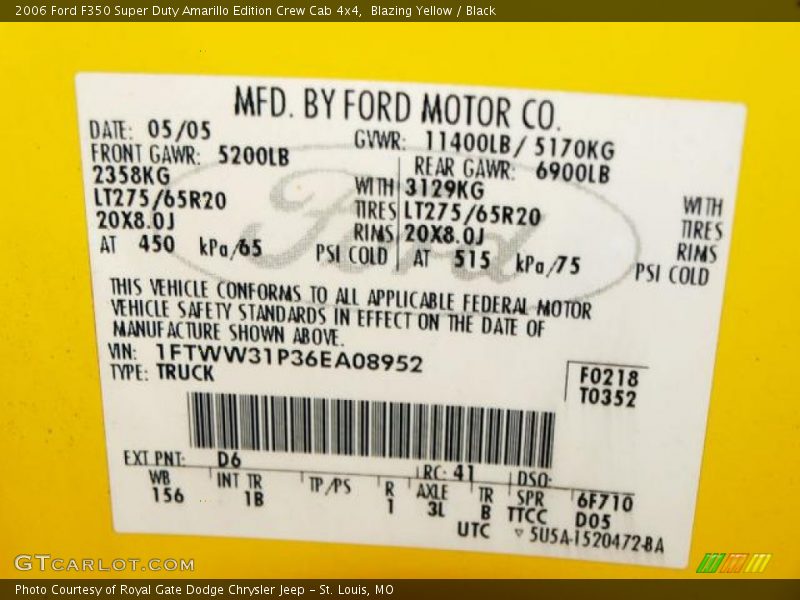 2006 Ford F350 Super Duty Amarillo Edition Crew Cab 4x4, Blazing Yellow / Black
MFD. BY FORD MOTOR CO.
DATE: 05/05 GVWR: 11400LB/ 5170KG
FRONT GAWR: 5200LB REAR GAWR: 6900LB
2358KG WITH 3129KG WITH
LT275/65R20 TIRES LT275/65R20 TIRES
20X8.0J RIMS 20X8.0J RIMS
AT 450 kPa/65 PSI COLD AT 515 kPa/75 PSI COLD
Ford
THIS VEHICLE CONFORMS TO ALL APPLICABLE FEDERAL MOTOR
VEHICLE SAFETY STANDARDS IN EFFECT ON THE DATE OF
MANUFACTURE SHOWN ABOVE.
VIN: 1FTWW31P36EA08952
TYPE: TRUCK
F0218
T0352
EXT PNT: D6 RC: 41 DSO:
WB INT TR TP/PS R AXLE TR SPR 6F710
156 1B 1 3L B TTCC D05
UTC ▽ 5U5A-1520472-BA
GTCARLOT.COM
Photo Courtesy of Royal Gate Dodge Chrysler Jeep - St. Louis, MO